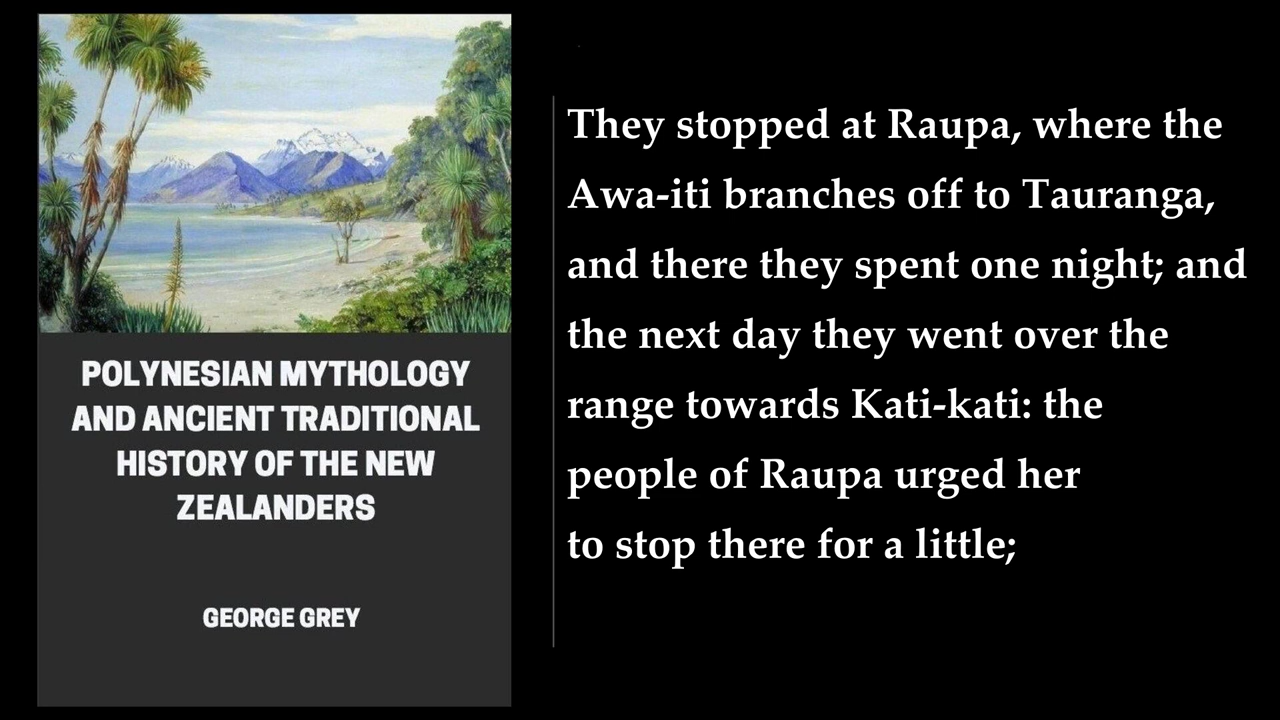 POLYNESIAN MYTHOLOGY
AND ANCIENT TRADITIONAL
HISTORY OF THE NEW
ZEALANDERS
GEORGE GREY
They stopped at Raupa, where the
Awa-iti branches off to Tauranga,
and there they spent one night; and
the next day they went over the
range towards Kati-kati: the
people of Raupa urged her
to stop there for a little;